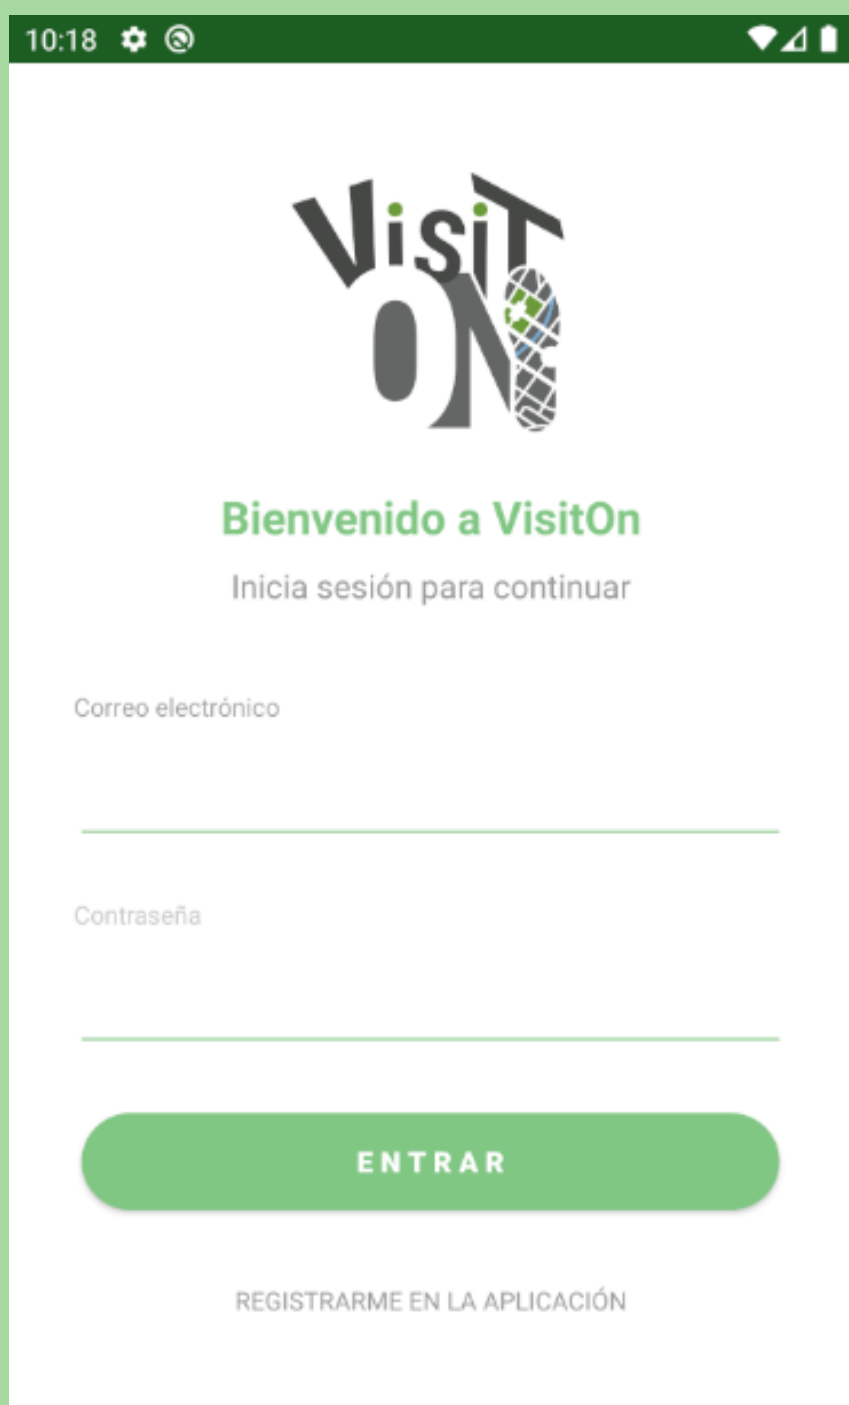 10:18
VisiT
ON
Bienvenido a VisitOn
Inicia sesión para continuar
Correo electrónico
Contraseña
ENTRAR
REGISTRARME EN LA APLICACIÓN